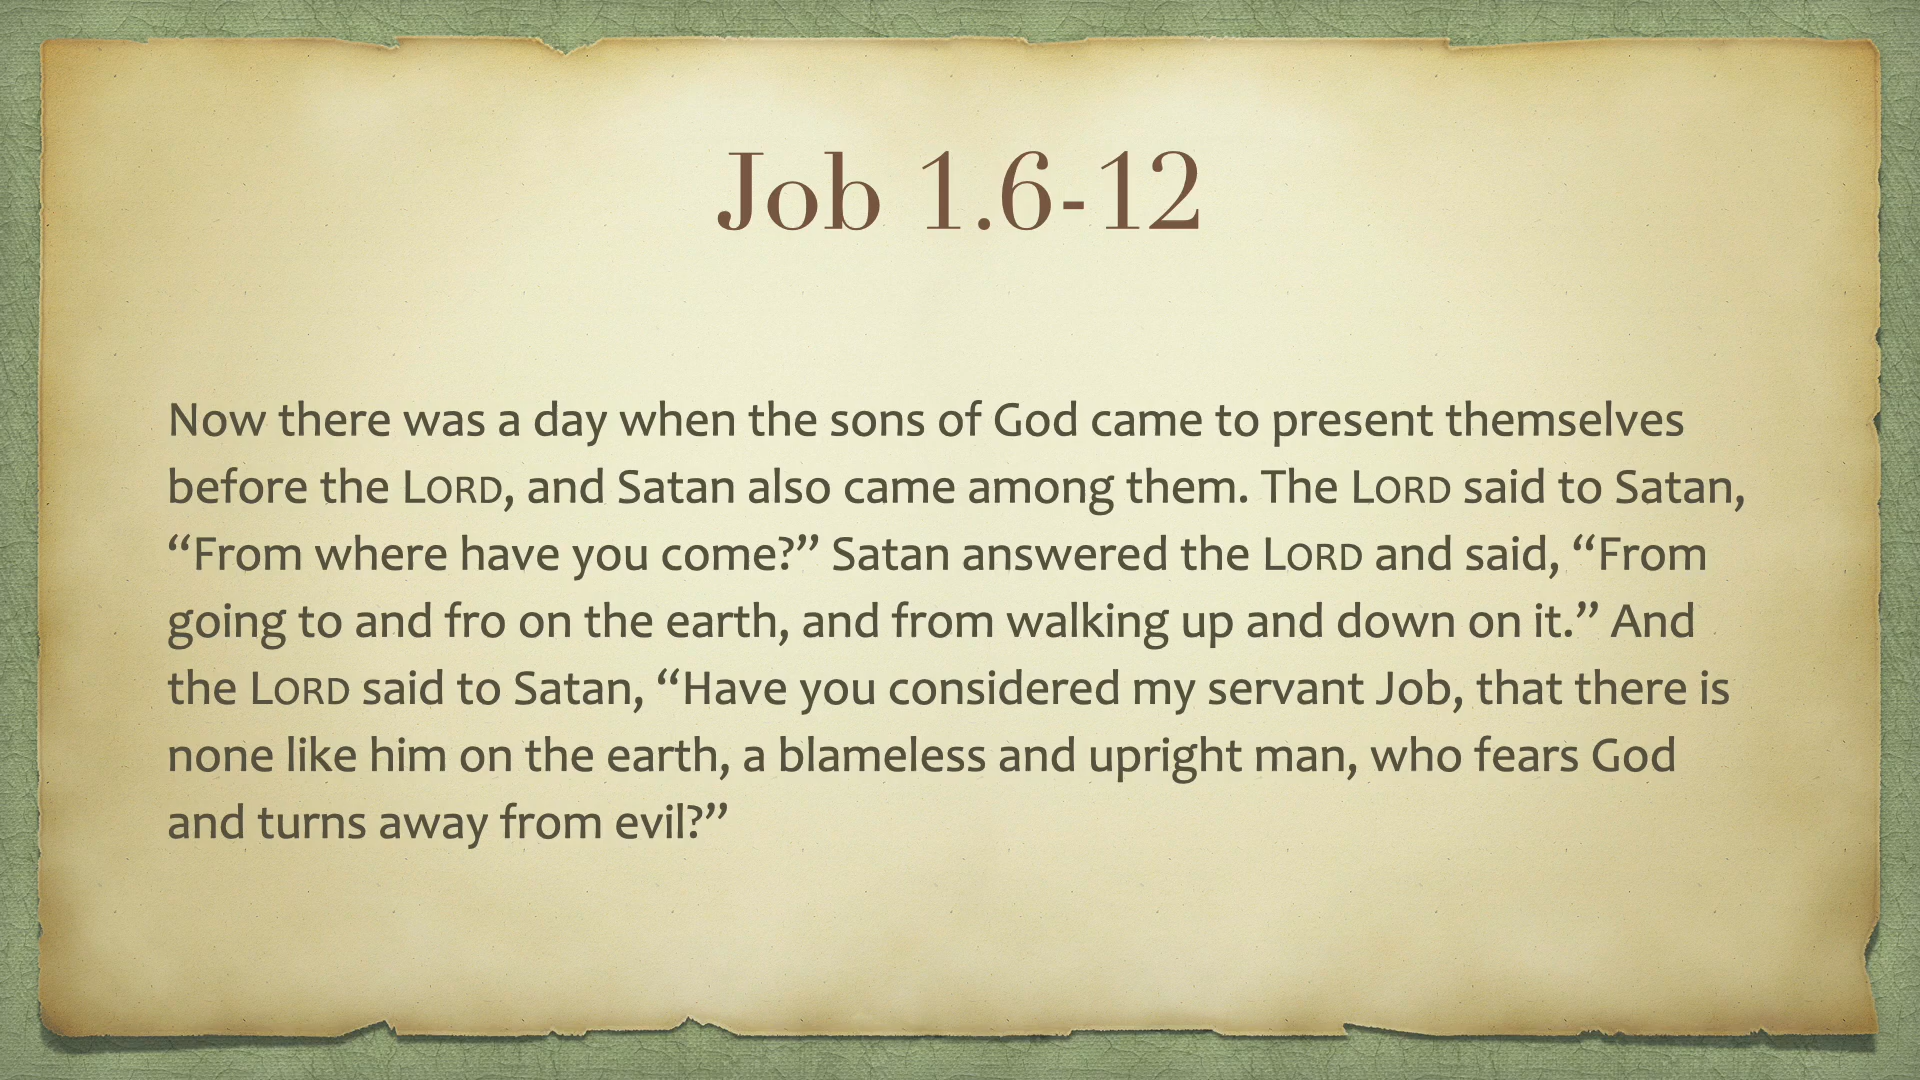 Job 1.6-12
Now there was a day when the sons of God came to present themselves
before the LORD, and Satan also came among them. The LORD said to Satan,
“From where have you come?” Satan answered the LORD and said, “From
going to and fro on the earth, and from walking up and down on it.” And
the LORD said to Satan, “Have you considered my servant Job, that there is
none like him on the earth, a blameless and upright man, who fears God
and turns away from evil?”